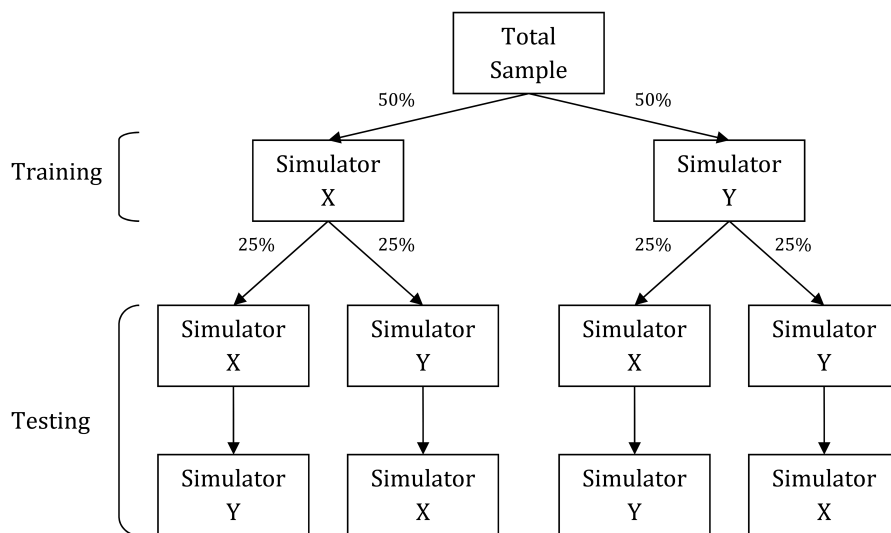 Total
Sample
50%
50%
Training
Simulator
X
Simulator
Y
25%
25%
25%
25%
Testing
Simulator
X
Simulator
Y
Simulator
X
Simulator
Y
Simulator
Y
Simulator
X
Simulator
Y
Simulator
X